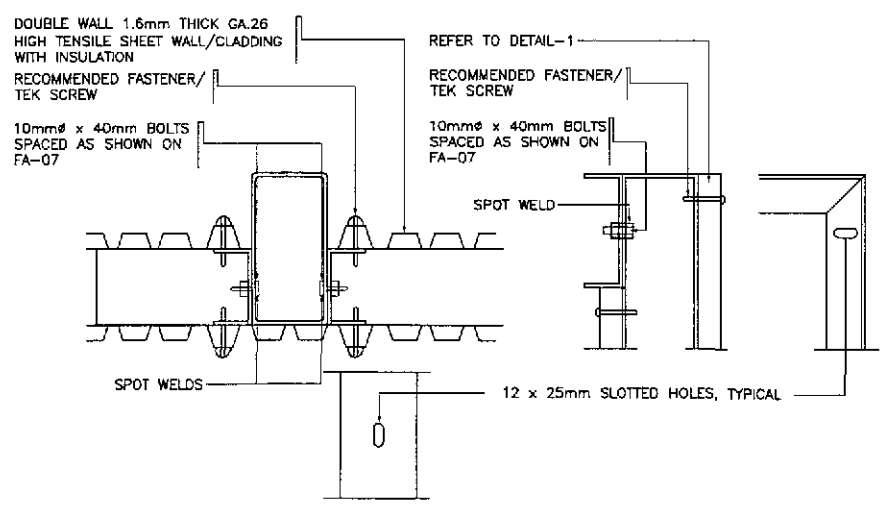 DOUBLE WALL 1.6mm THICK GA.26
HIGH TENSILE SHEET WALL/CLADDING
WITH INSULATION
RECOMMENDED FASTENER/
TEK SCREW
10mmø x 40mm BOLTS
SPACED AS SHOWN ON
FA-07
REFER TO DETAIL-1
RECOMMENDED FASTENER/
TEK SCREW
10mmø x 40mm BOLTS
SPACED AS SHOWN ON
FA-07
SPOT WELD
SPOT WELDS
12 x 25mm SLOTTED HOLES, TYPICAL